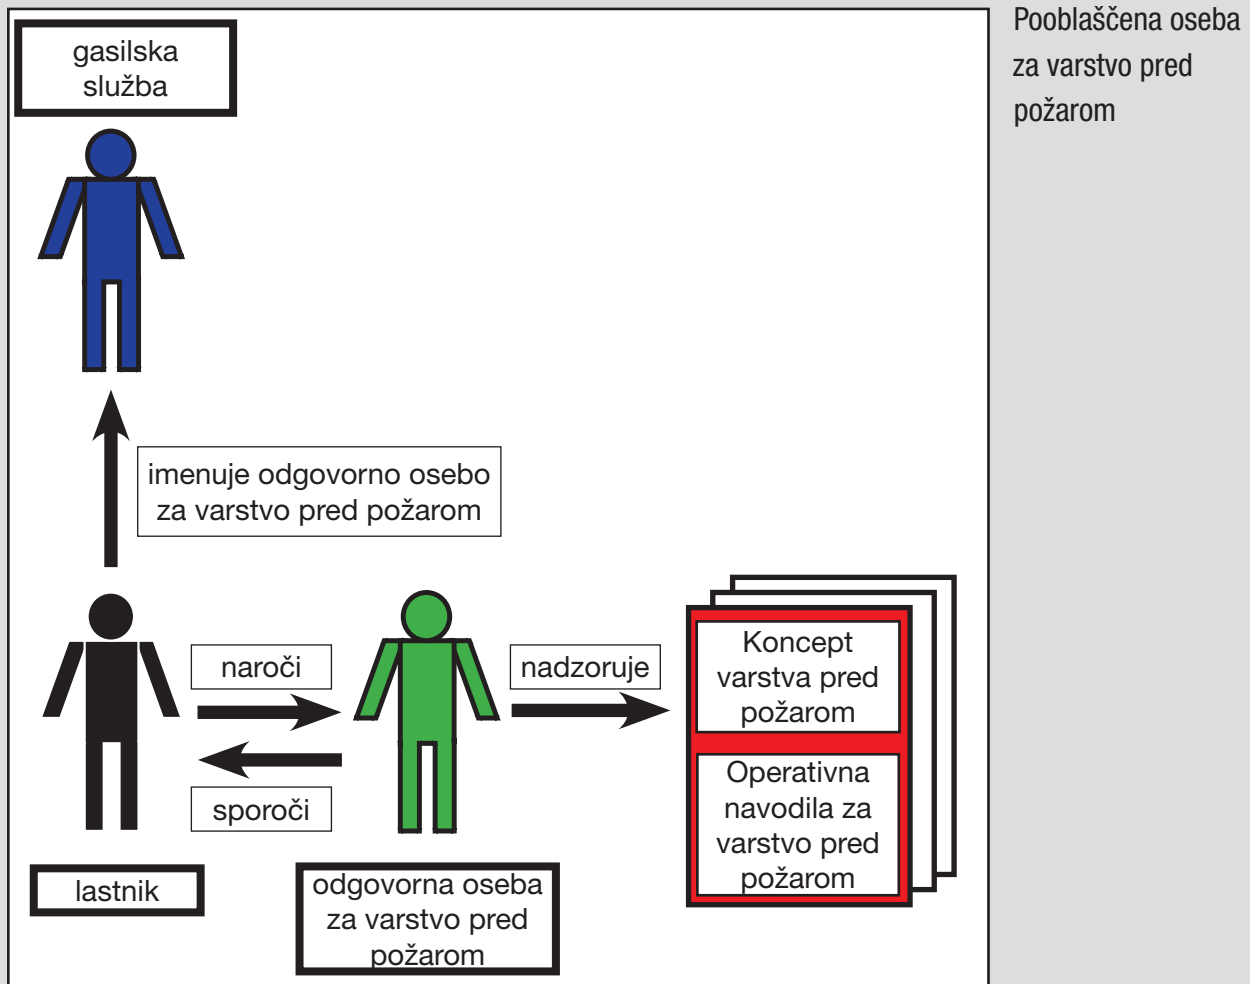 gasilska
služba
imenuje odgovorno osebo
za varstvo pred požarom
naroči
sporoči
nadzoruje
Koncept
varstva pred
požarom
Operativna
navodila za
varstvo pred
požarom
lastnik
odgovorna oseba
za varstvo pred
požarom
Pooblaščena oseba
za varstvo pred
požarom